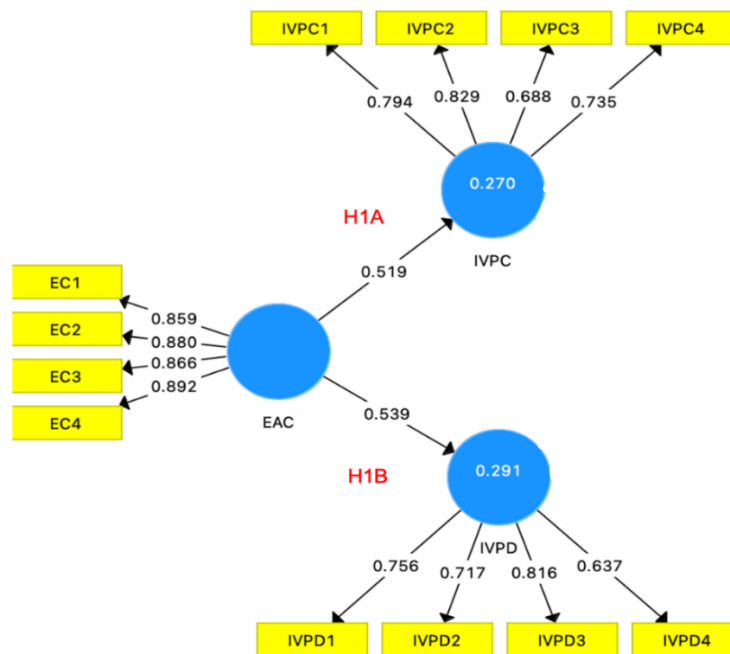 IVPC1 IVPC2 IVPC3 IVPC4
0.794 0.829 0.688 0.735
0.270
H1A
IVPC
0.519
EC1
0.859
EC2
0.880
EC3
0.866
0.892
EC4
EAC
0.539
0.291
H1B
IVPD
0.756 0.717 0.816 0.637
IVPD1 IVPD2 IVPD3 IVPD4